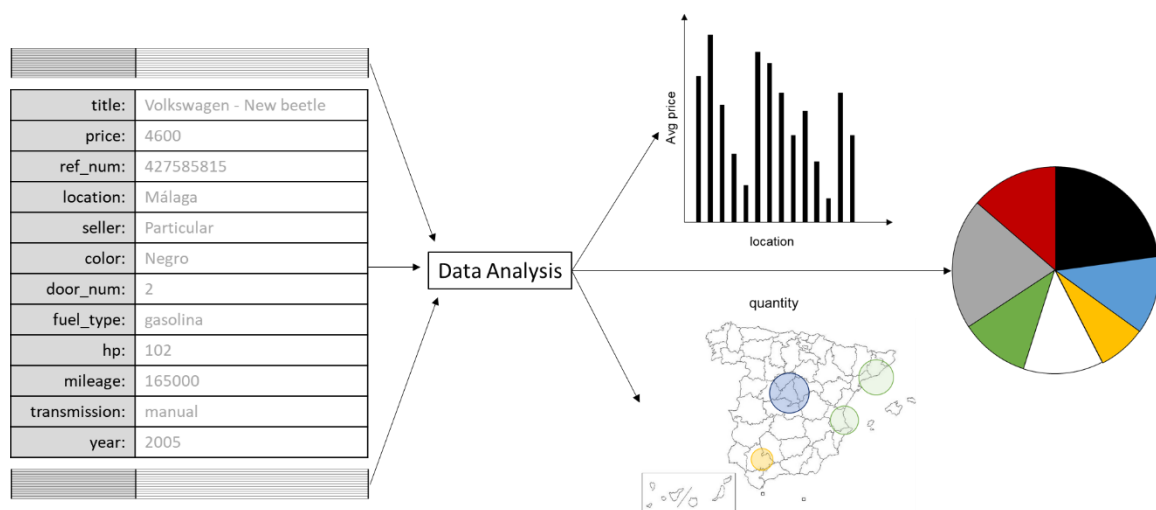 title: Volkswagen - New beetle
price: 4600
ref_num: 427585815
location: Málaga
seller: Particular
color: Negro
door_num: 2
fuel_type: gasolina
hp: 102
mileage: 165000
transmission: manual
year: 2005
Data Analysis
Avg price
location
quantity